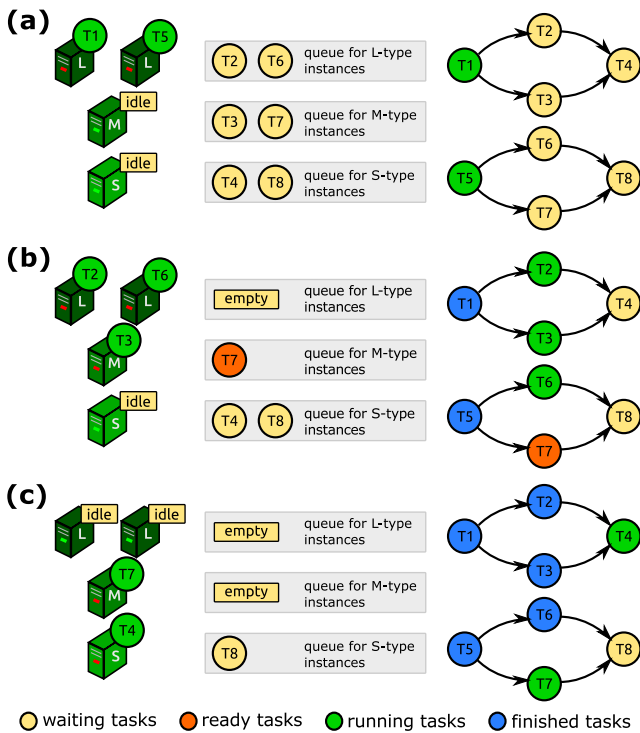 (a)
T1
T5
L
L
idle
M
idle
S
T2 T6 queue for L-type
instances
T3 T7 queue for M-type
instances
T4 T8 queue for S-type
instances
T2
T1
T4
T3
T6
T5
T8
T7
(b)
T2
T6
L
L
T3
M
idle
S
empty queue for L-type
instances
T7 queue for M-type
instances
T4 T8 queue for S-type
instances
T2
T1
T4
T3
T6
T5
T8
T7
(c)
idle
idle
L
L
T7
M
T4
S
empty queue for L-type
instances
empty queue for M-type
instances
T8 queue for S-type
instances
T2
T1
T4
T3
T6
T5
T8
T7
waiting tasks ready tasks running tasks finished tasks